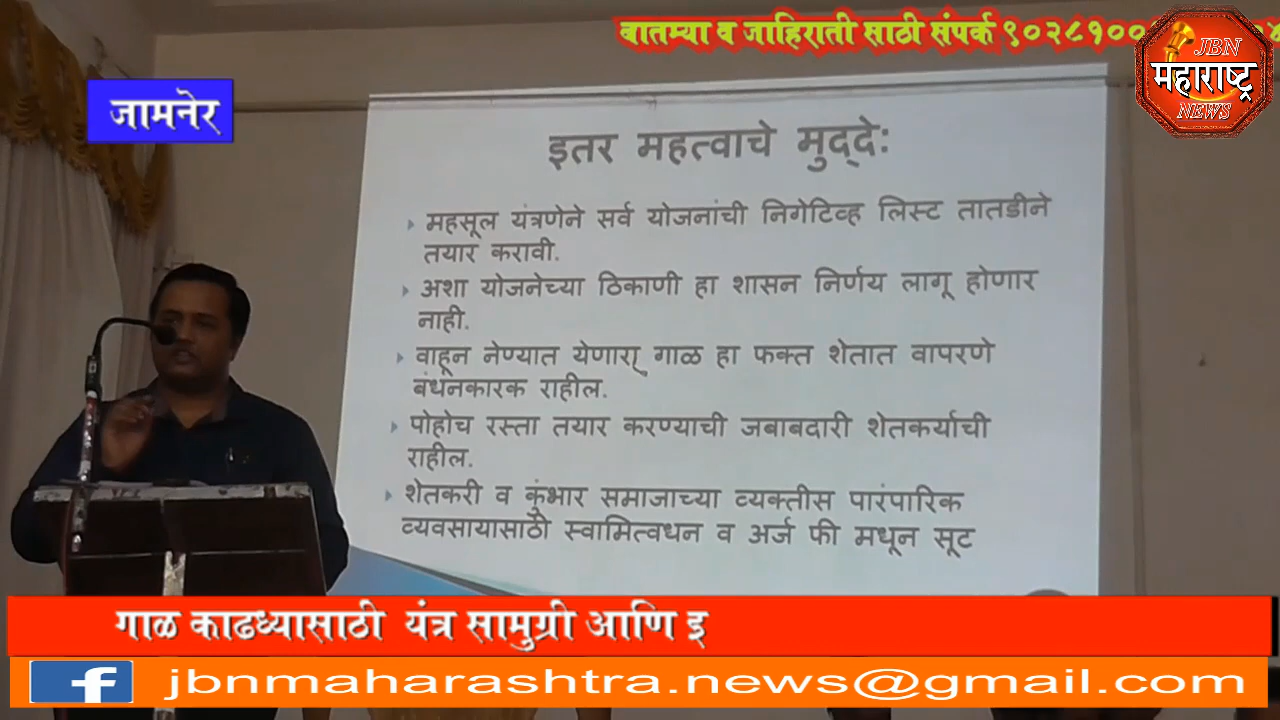 बातम्या व जाहिराती साठी संपर्क ९०२८१००
JBN
महाराष्ट्र
NEWS
जामनेर
इतर महत्वाचे मुद्‌दे:
महसूल यंत्रणेने सर्व योजनांची निगेटिव्ह लिस्ट तातडीने
तयार करावी.
अशा योजनेच्या ठिकाणी हा शासन निर्णय लागू होणार
नाही.
वाहून नेण्यात येणारा् गाळ हा फक्त शेतात वापरणे
बंधनकारक राहील.
पोहोच रस्ता तयार करण्याची जबाबदारी शेतकर्याची
राहील.
शेतकरी व कुंभार समाजाच्या व्यक्तीस पारंपारिक
व्यवसायासाठी स्वामित्वधन व अर्ज फी मधून सूट
गाळ काढध्यासाठी यंत्र सामुग्री आणि इ
f jbnmaharashtra.news@gmail.com